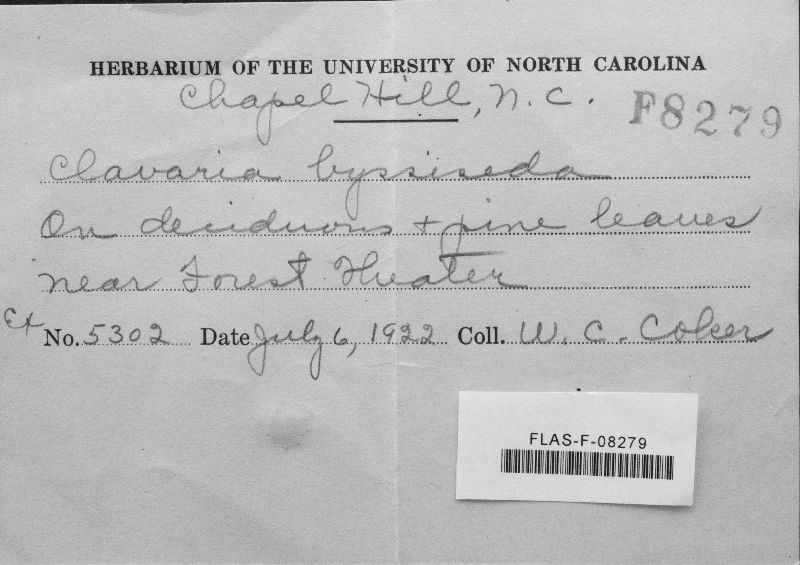 HERBARIUM OF THE UNIVERSITY OF NORTH CAROLINA
Chapel Hill, N.C.
F8279
Clavaria byssiseda
On deciduous + pine leaves
near Forest Theater
Ex No. 5302 Date July 6, 1922 Coll. W. C. Coker
FLAS-F-08279